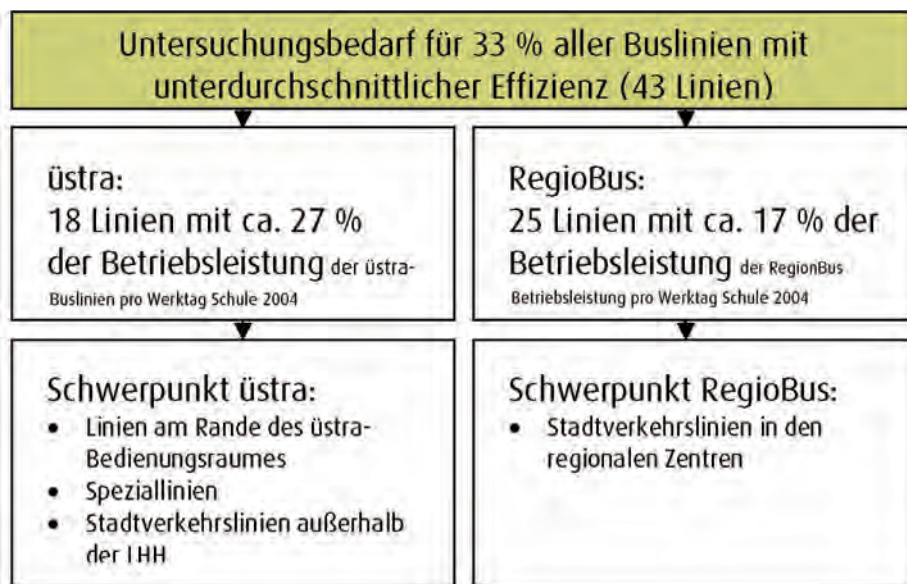 Untersuchungsbedarf für 33 % aller Buslinien mit
unterdurchschnittlicher Effizienz (43 Linien)
üstra:
18 Linien mit ca. 27 %
der Betriebsleistung der üstra-
Buslinien pro Werktag Schule 2004
RegioBus:
25 Linien mit ca. 17 % der
Betriebsleistung der RegionBus
Betriebsleistung pro Werktag Schule 2004
Schwerpunkt üstra:
• Linien am Rande des üstra-
Bedienungsraumes
• Speziallinien
• Stadtverkehrslinien außerhalb
der LHH
Schwerpunkt RegioBus:
• Stadtverkehrslinien in den
regionalen Zentren